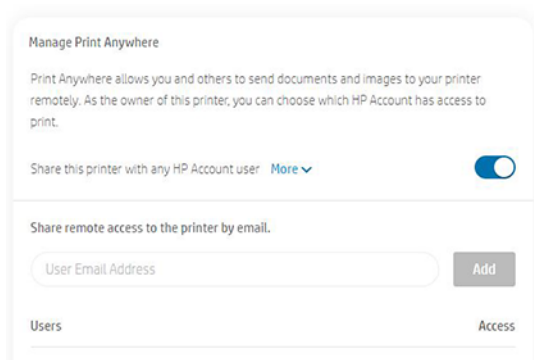 Manage Print Anywhere
Print Anywhere allows you and others to send documents and images to your printer
remotely. As the owner of this printer, you can choose which HP Account has access to
print.
Share this printer with any HP Account user More
Share remote access to the printer by email.
User Email Address Add
Users Access